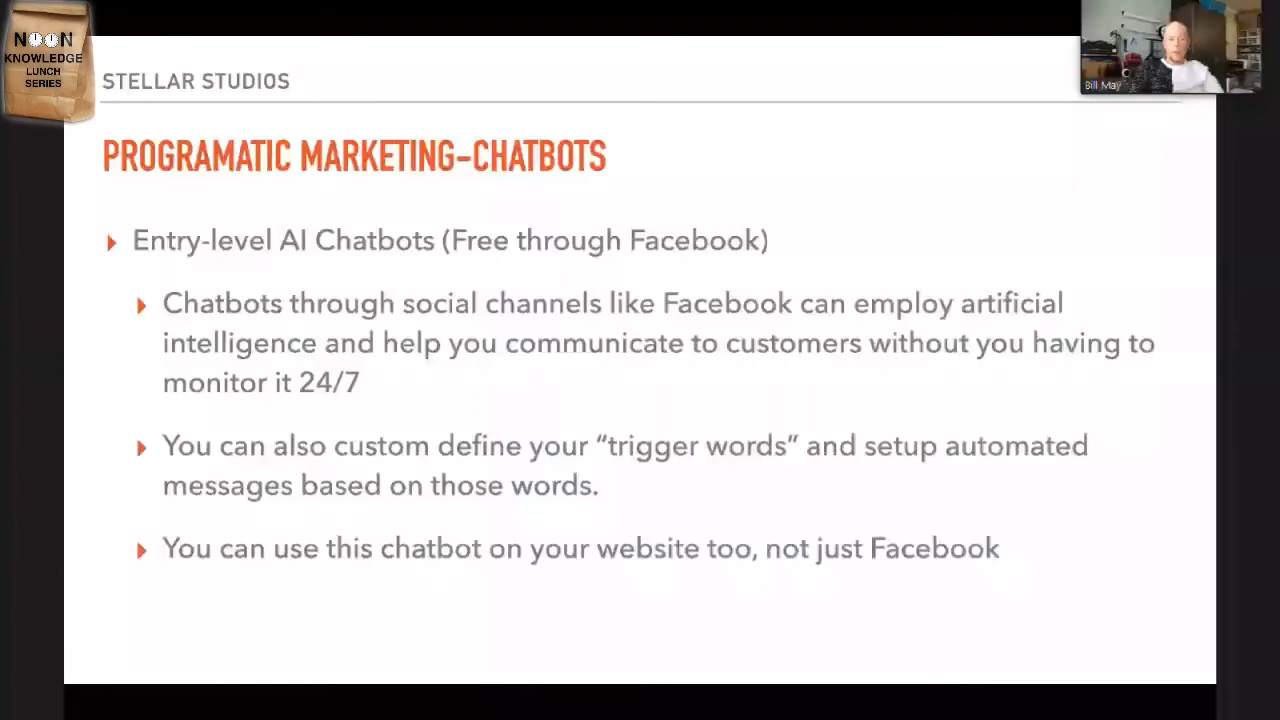 NOON
KNOWLEDGE
LUNCH
SERIES
STELLAR STUDIOS
Bill May
PROGRAMATIC MARKETING-CHATBOTS
Entry-level AI Chatbots (Free through Facebook)
Chatbots through social channels like Facebook can employ artificial
intelligence and help you communicate to customers without you having to
monitor it 24/7
You can also custom define your “trigger words” and setup automated
messages based on those words.
You can use this chatbot on your website too, not just Facebook